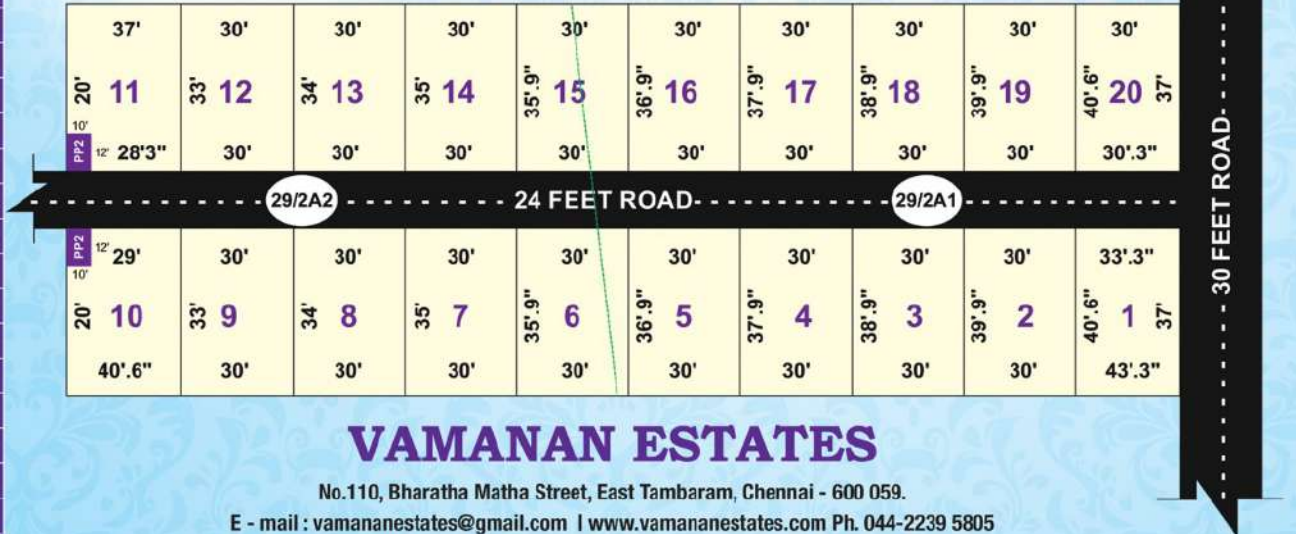 37' 30' 30' 30' 30' 30' 30' 30' 30' 30'
20' 11 33' 12 34' 13 35' 14 35'.9" 15 36'.9" 16 37'.9" 17 38'.9" 18 39'.9" 19 40'.6" 20 37'
10'
PP2 12' 28'3" 30' 30' 30' 30' 30' 30' 30' 30' 30'.3"
29/2A2 24 FEET ROAD 29/2A1
30 FEET ROAD
PP2 12' 29' 30' 30' 30' 30' 30' 30' 30' 30' 33'.3"
10'
20' 10 33' 9 34' 8 35' 7 35'.9" 6 36'.9" 5 37'.9" 4 38'.9" 3 39'.9" 2 40'.6" 1 37'
40'.6" 30' 30' 30' 30' 30' 30' 30' 30' 43'.3"
VAMANAN ESTATES
No.110, Bharatha Matha Street, East Tambaram, Chennai - 600 059.
E - mail : vamananestates@gmail.com | www.vamananestates.com Ph. 044-2239 5805